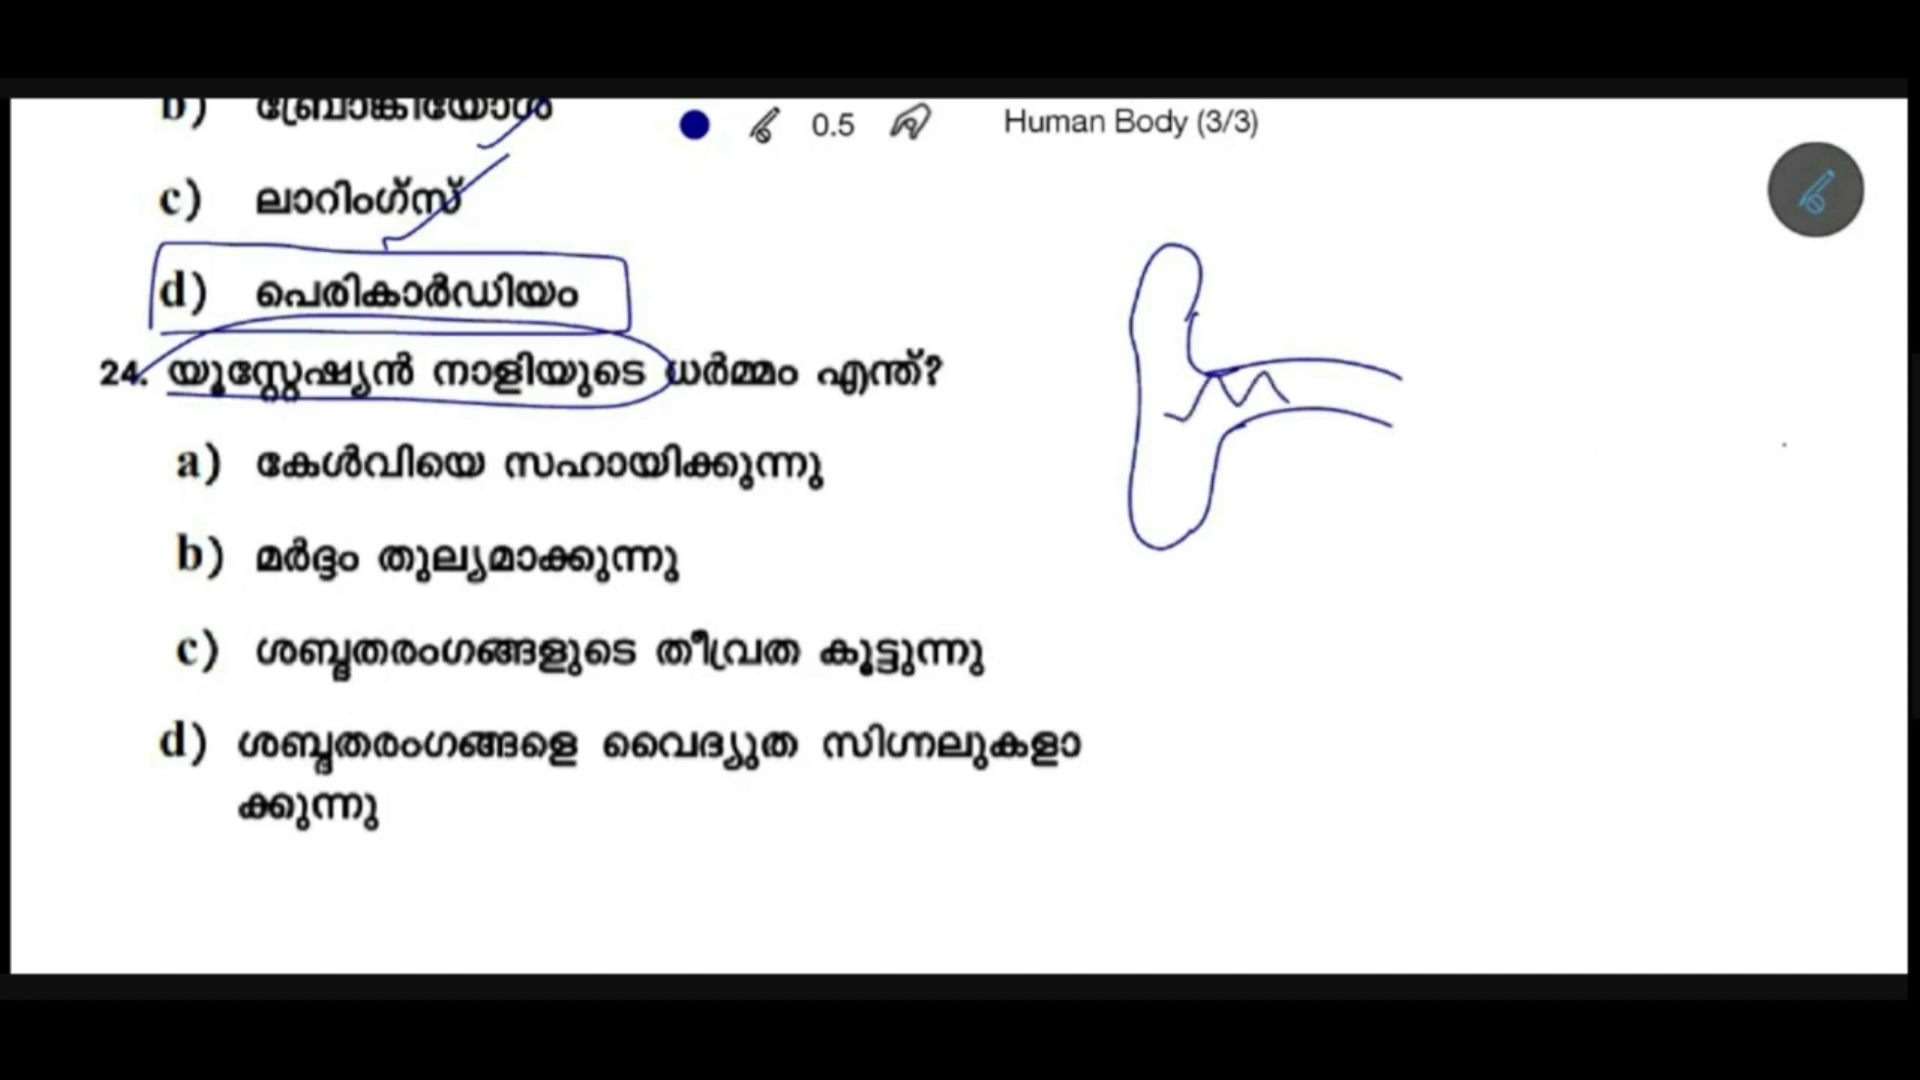 b) ബ്രോങ്കിയോൾ
0.5 Human Body (3/3)
c) ലാറിംഗ്സ്
d) പെരികാർഡിയം
24. യൂസ്റ്റേഷ്യൻ നാളിയുടെ ധർമ്മം എന്ത്?
a) കേൾവിയെ സഹായിക്കുന്നു
b) മർദ്ദം തുല്യമാക്കുന്നു
c) ശബ്ദതരംഗങ്ങളുടെ തീവ്രത കൂട്ടുന്നു
d) ശബ്ദതരംഗങ്ങളെ വൈദ്യുത സിഗ്നലുകളാ
ക്കുന്നു